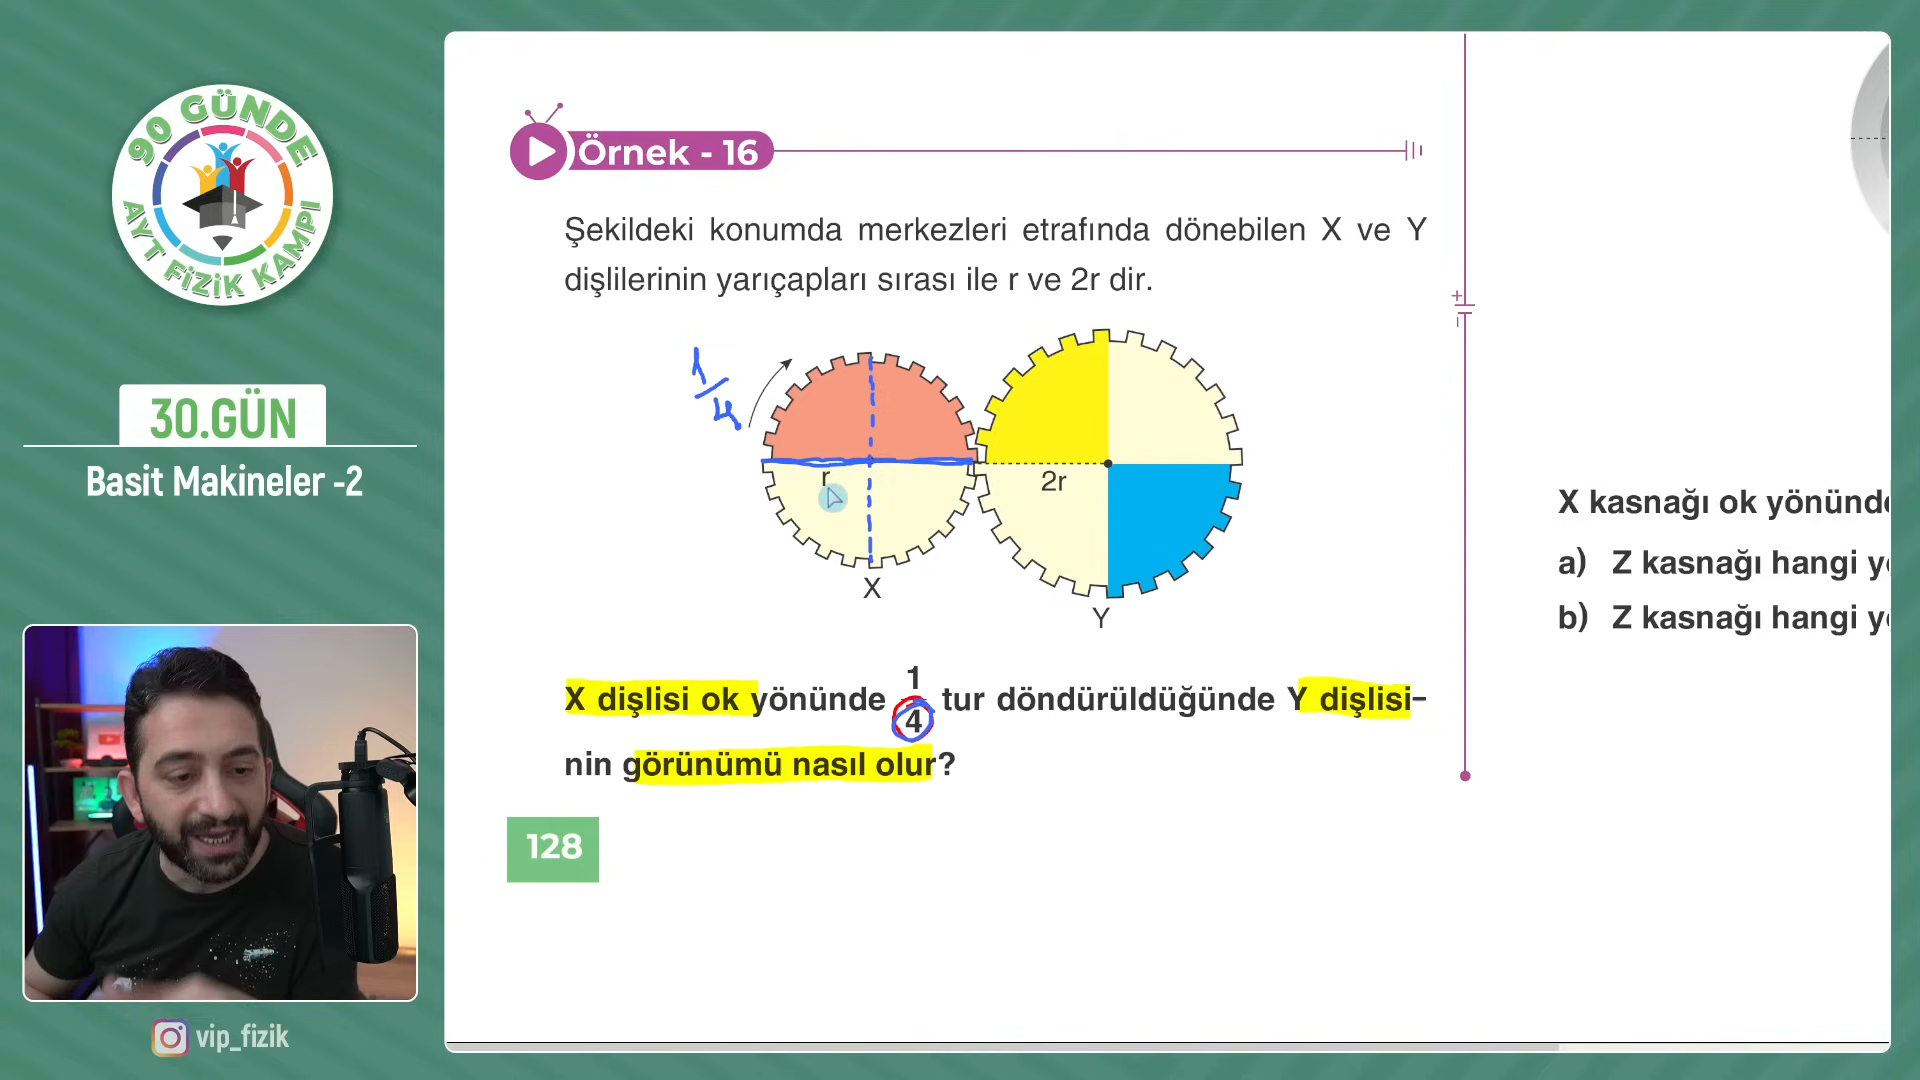 90 GÜNDE
AYT FİZİK KAMPI
30.GÜN
Basit Makineler -2
vip_fizik
Örnek - 16
Şekildeki konumda merkezleri etrafında dönebilen X ve Y
dişlilerinin yarıçapları sırası ile r ve 2r dir.
1/4
r
2r
X
Y
X dişlisi ok yönünde 1/4 tur döndürüldüğünde Y dişlisi-
nin görünümü nasıl olur?
128
+
-
X kasnağı ok yönünde
a) Z kasnağı hangi y
b) Z kasnağı hangi y